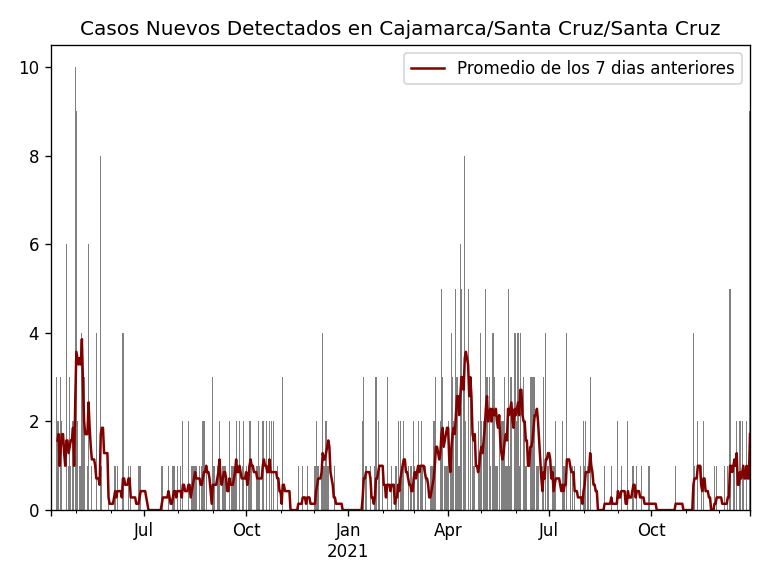 Casos Nuevos Detectados en Cajamarca/Santa Cruz/Santa Cruz
Promedio de los 7 dias anteriores
10
8
6
4
2
0
Jul Oct Jan Apr Jul Oct
2021